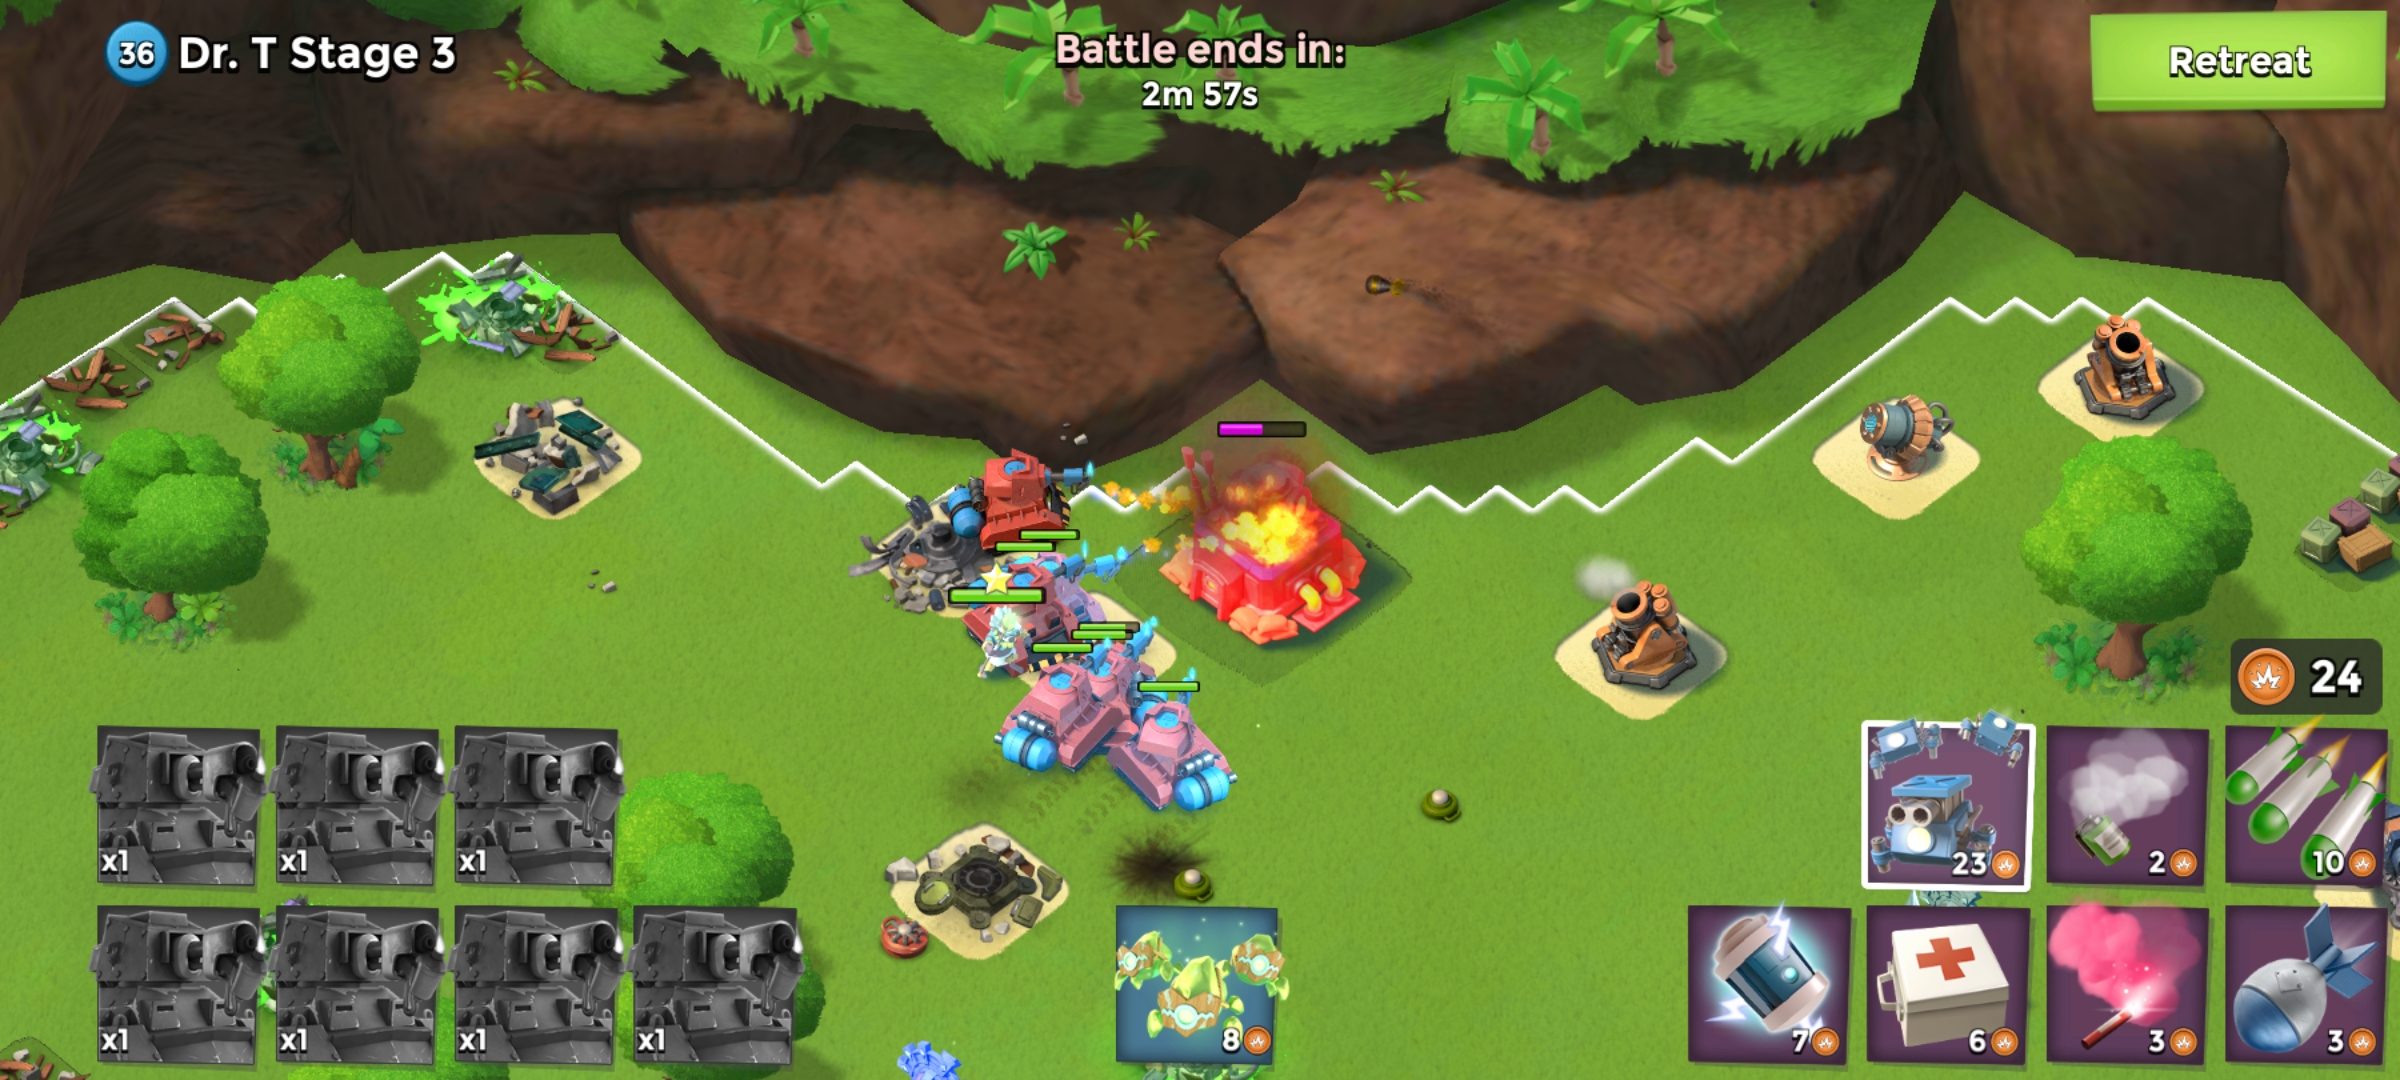 36 Dr. T Stage 3
Battle ends in:
2m 57s
Retreat
24
x1 x1 x1
23 2 10
x1 x1 x1 x1
8 7 6 3 3